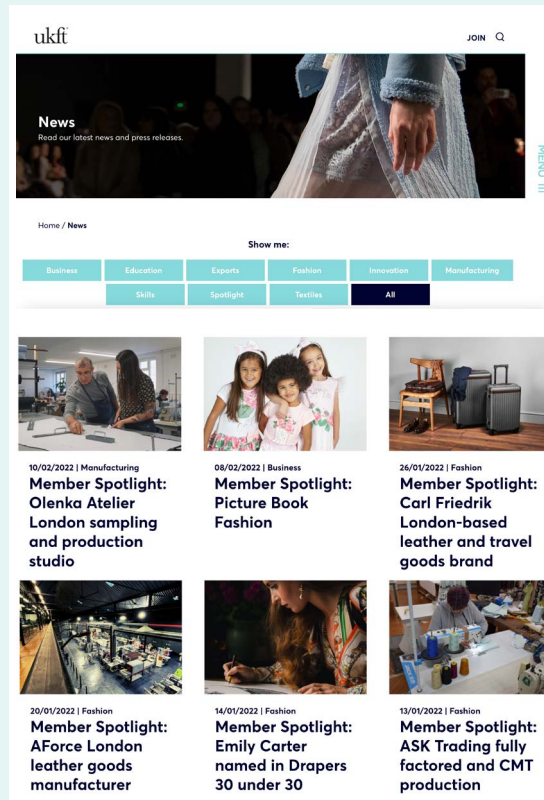 ukft
JOIN
News
Read our latest news and press releases.
MENU
Home / News
Show me:
Business
Education
Exports
Fashion
Innovation
Manufacturing
Skills
Spotlight
Textiles
All
10/02/2022 | Manufacturing
Member Spotlight:
Olenka Atelier
London sampling
and production
studio
08/02/2022 | Business
Member Spotlight:
Picture Book
Fashion
26/01/2022 | Fashion
Member Spotlight:
Carl Friedrik
London-based
leather and travel
goods brand
20/01/2022 | Fashion
Member Spotlight:
AForce London
leather goods
manufacturer
14/01/2022 | Fashion
Member Spotlight:
Emily Carter
named in Drapers
30 under 30
13/01/2022 | Fashion
Member Spotlight:
ASK Trading fully
factored and CMT
production